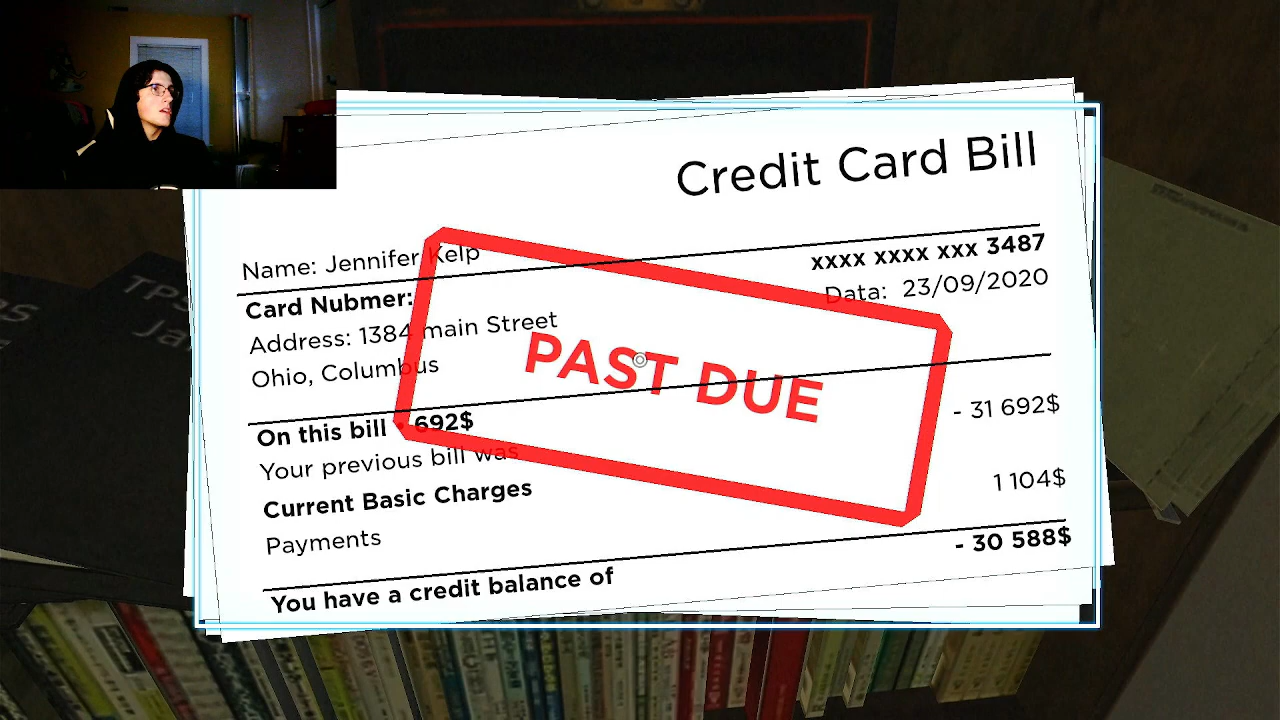 Credit Card Bill
Name: Jennifer Kelp
xxxx xxxx xxx 3487
Card Nubmer:
Data: 23/09/2020
Address: 1384 main Street
Ohio, Columbus
PAST DUE
On this bill • 692$
- 31 692$
Your previous bill was
Current Basic Charges
1 104$
Payments
- 30 588$
You have a credit balance of